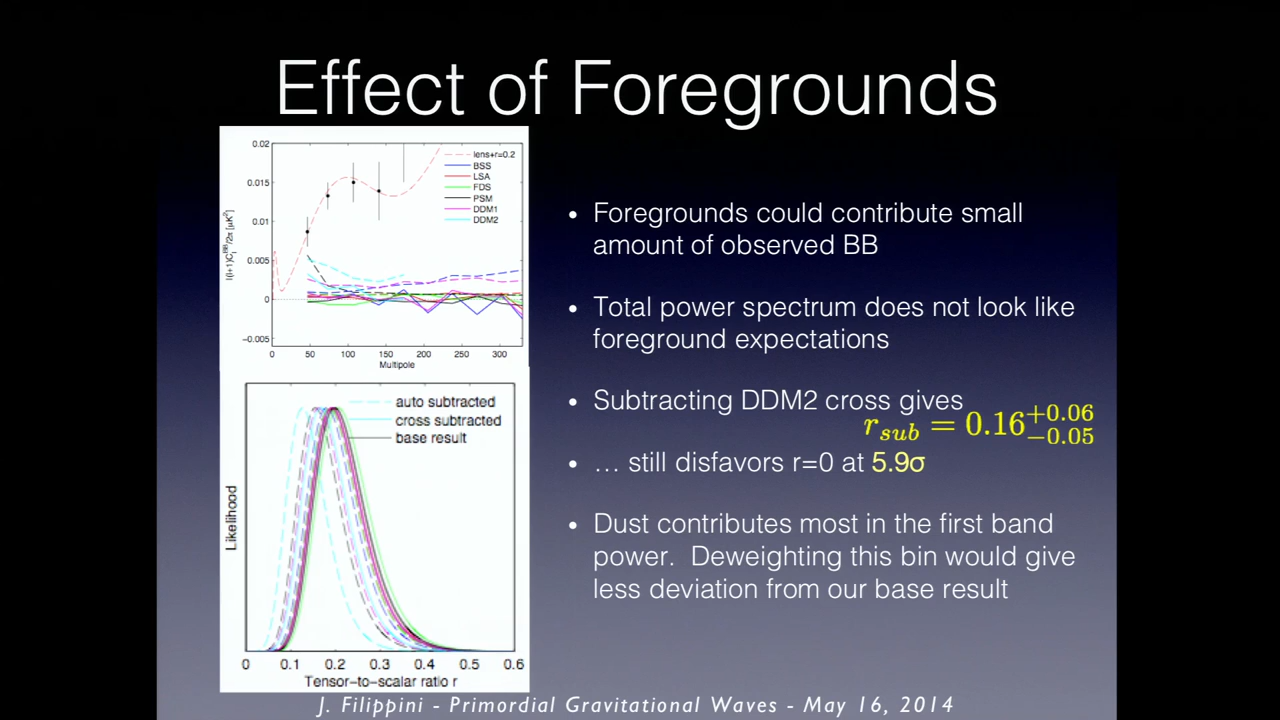 Effect of Foregrounds
0.02
0.015
0.01
0.005
0
−0.005
l(l+1)C_l^BB/2π [μK²]
lens+r=0.2
BSS
LSA
FDS
PSM
DDM1
DDM2
0 50 100 150 200 250 300
Multipole
auto subtracted
cross subtracted
base result
Likelihood
0 0.1 0.2 0.3 0.4 0.5 0.6
Tensor−to−scalar ratio r
• Foregrounds could contribute small
amount of observed BB
• Total power spectrum does not look like
foreground expectations
• Subtracting DDM2 cross gives
r_sub = 0.16 +0.06 −0.05
• … still disfavors r=0 at 5.9σ
• Dust contributes most in the first band
power. Deweighting this bin would give
less deviation from our base result
J. Filippini - Primordial Gravitational Waves - May 16, 2014